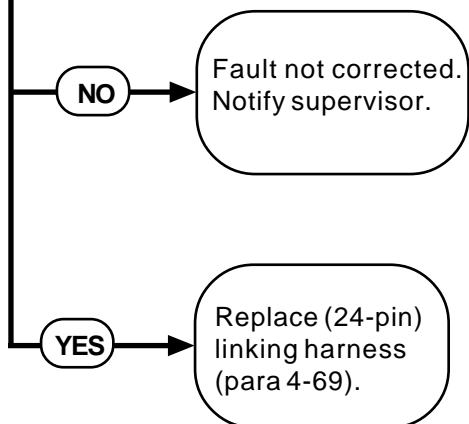 NO
Fault not corrected.
Notify supervisor.
YES
Replace (24-pin)
linking harness
(para 4-69).